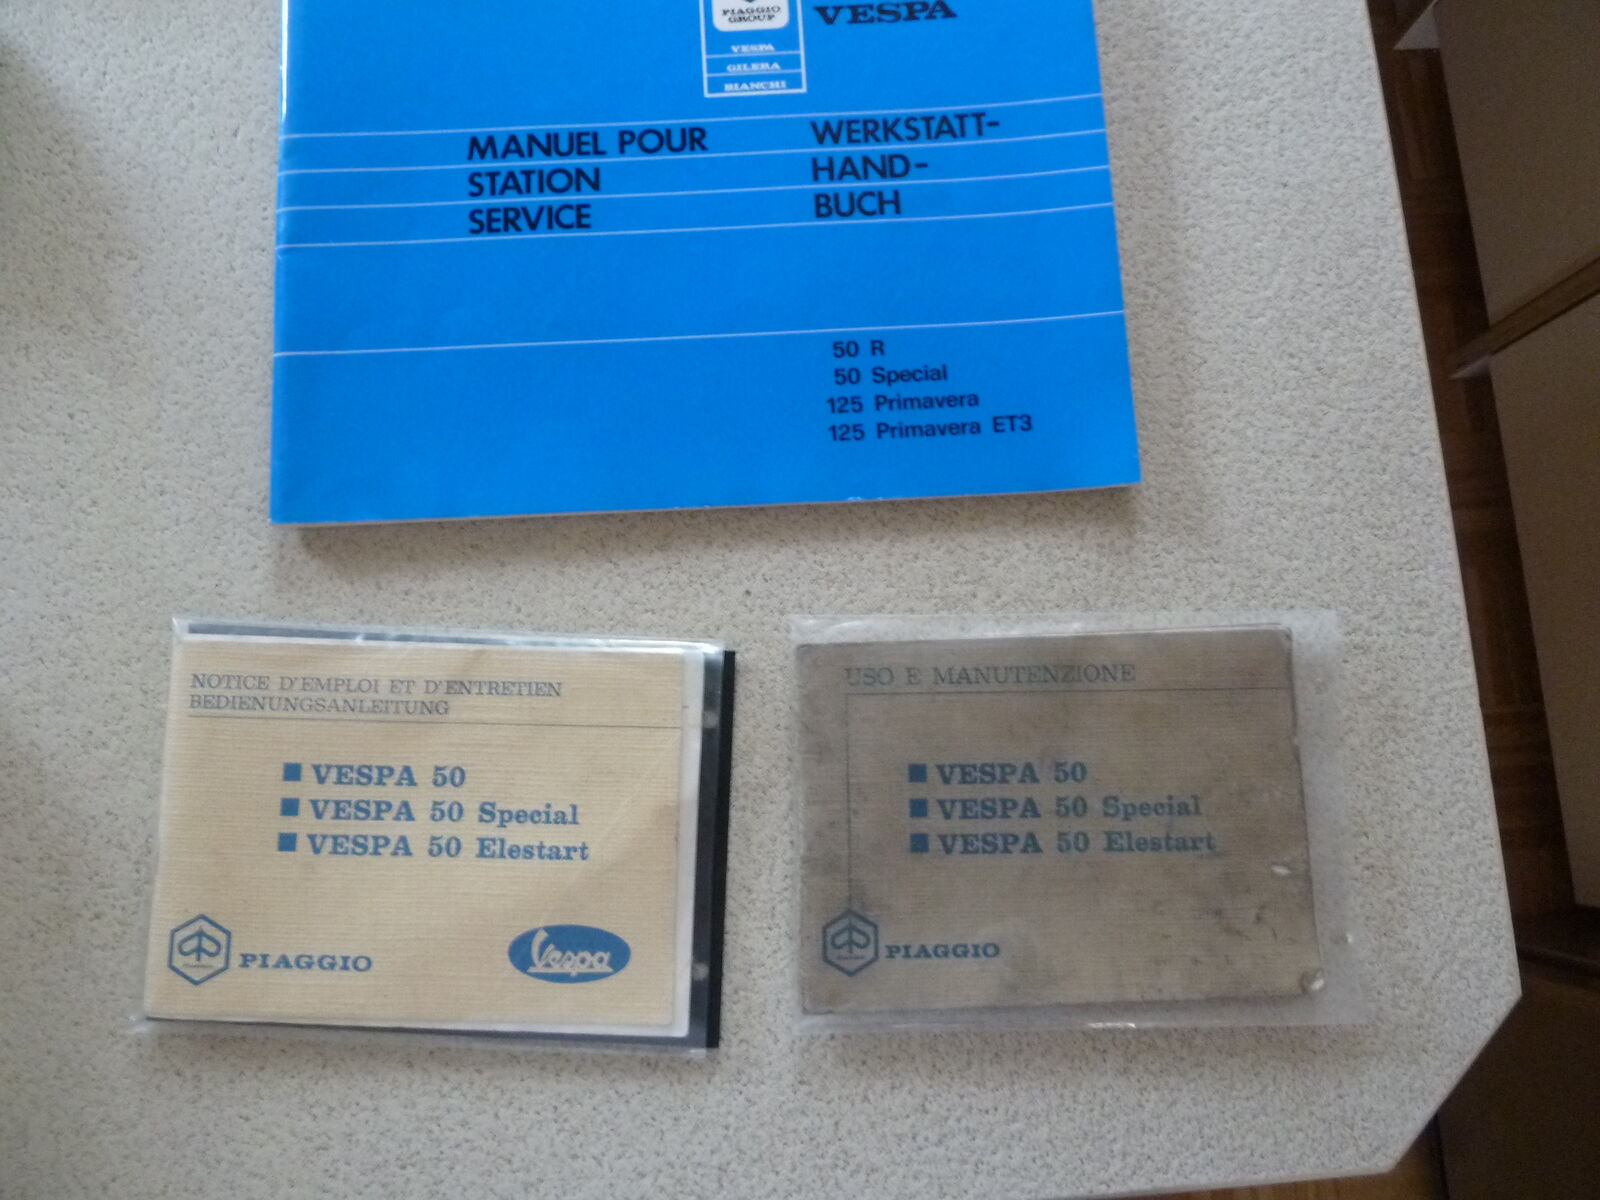 PIAGGIO
GROUP
VESPA
GILERA
BIANCHI
VESPA
MANUEL POUR
STATION
SERVICE
WERKSTATT-
HAND-
BUCH
50 R
50 Special
125 Primavera
125 Primavera ET3
NOTICE D'EMPLOI ET D'ENTRETIEN
BEDIENUNGSANLEITUNG
VESPA 50
VESPA 50 Special
VESPA 50 Elestart
PIAGGIO
Vespa
USO E MANUTENZIONE
VESPA 50
VESPA 50 Special
VESPA 50 Elestart
PIAGGIO